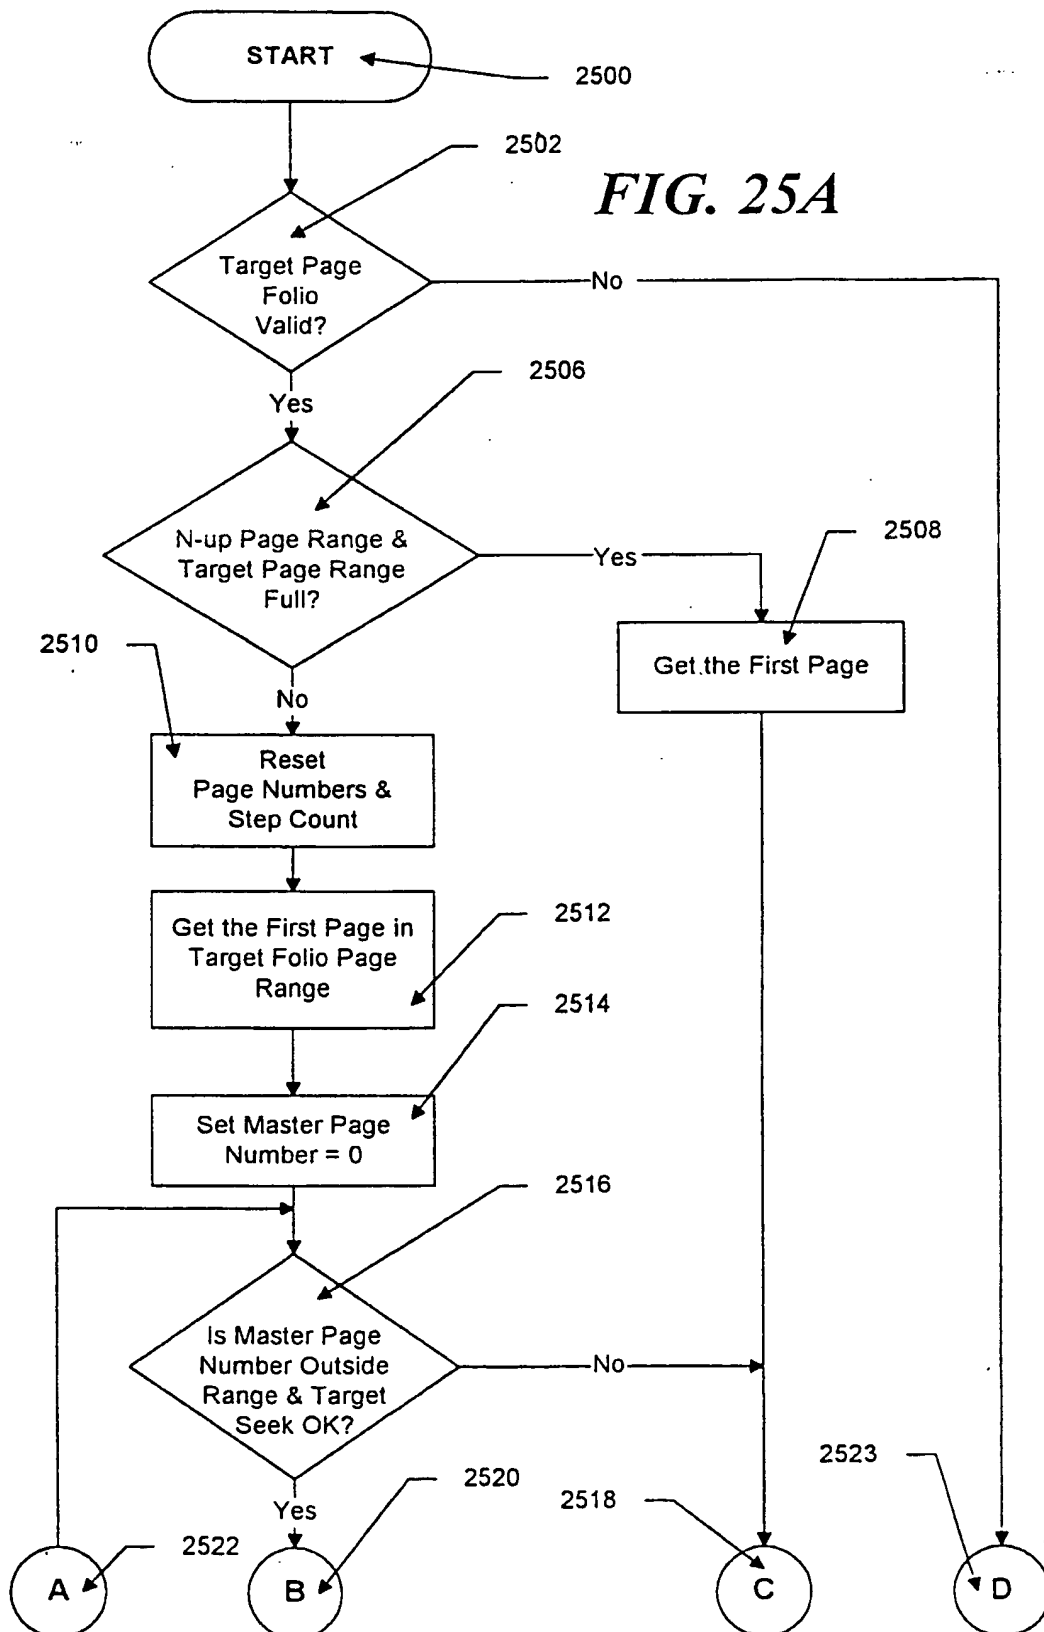 START
2500
2502
FIG. 25A
Target Page
Folio
Valid?
No
2506
Yes
N-up Page Range &
Target Page Range
Full?
Yes
2508
2510
Get the First Page
No
Reset
Page Numbers &
Step Count
2512
Get the First Page in
Target Folio Page
Range
2514
Set Master Page
Number = 0
2516
Is Master Page
Number Outside
Range & Target
Seek OK?
No
2523
2520
2518
Yes
2522
A
B
C
D